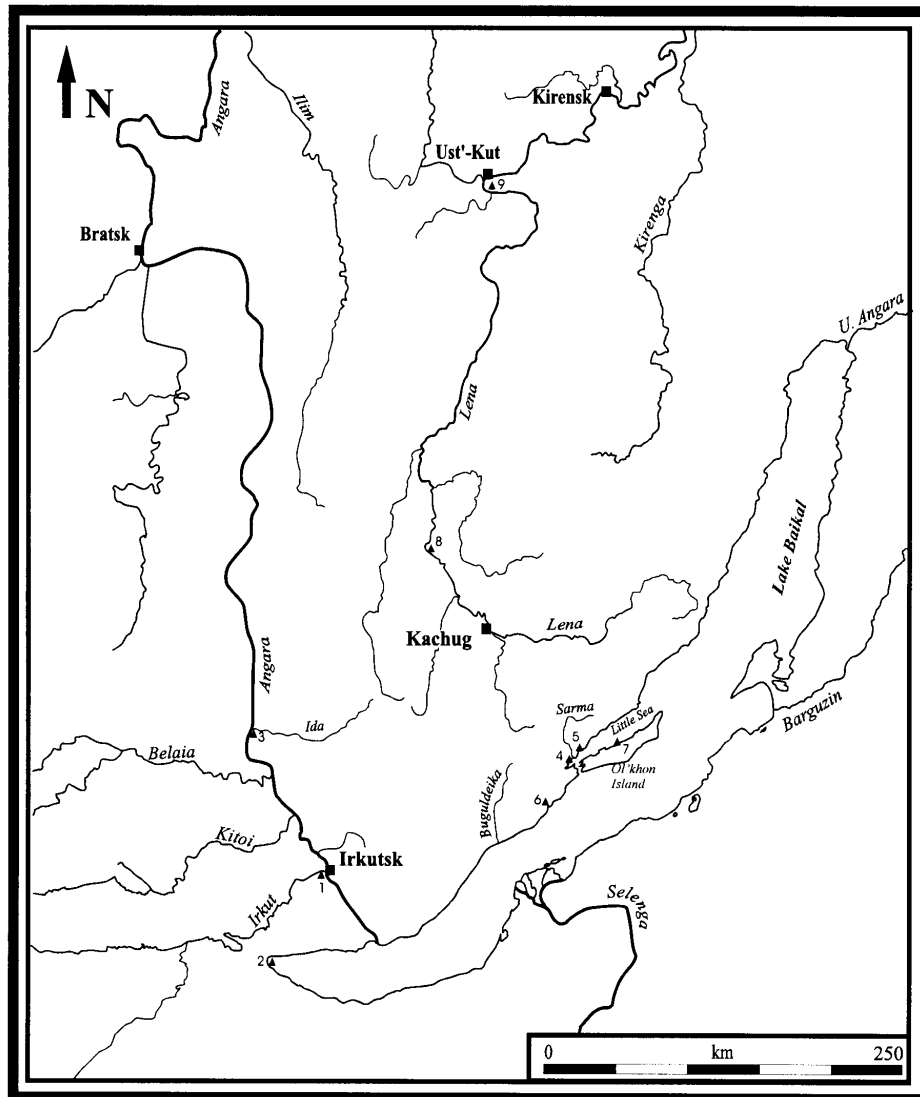 Angara
Ilim
Kirensk
N
Ust'-Kut
9
Kirenga
Bratsk
U. Angara
Lena
Lake Baikal
8
Kachug
Lena
Angara
Sarma
Little Sea
Barguzin
3
Ida
5
Belaia
4
7
Ol'khon
Island
Buguldeika
6
Kitoi
Irkutsk
1
Irkut
Selenga
2
0 km 250